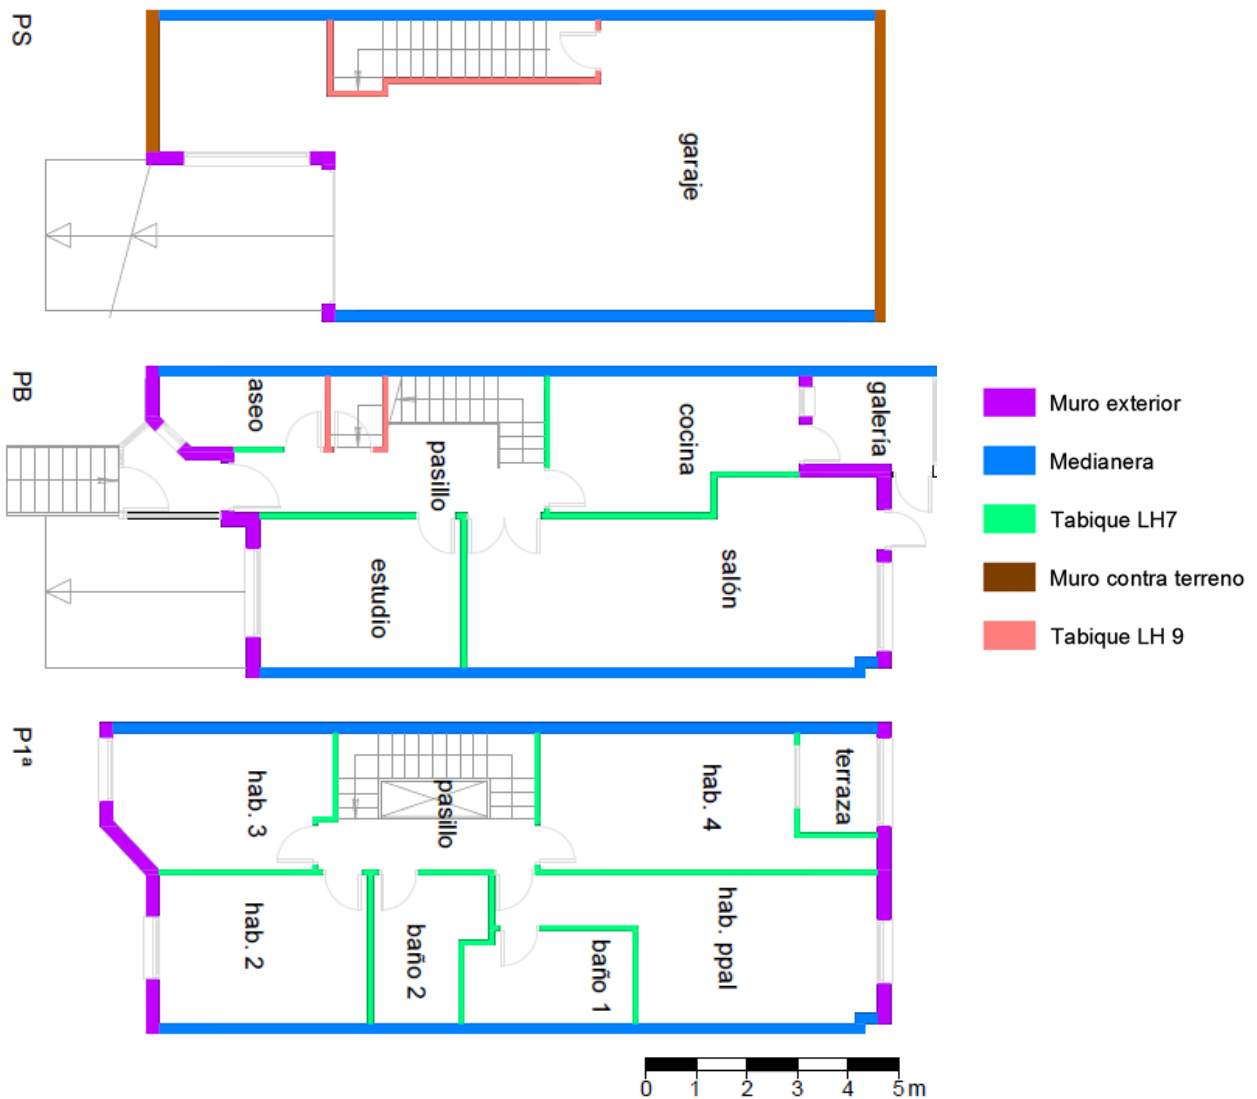 PS
garaje
PB
aseo
pasillo
cocina
galería
estudio
salón
P1ª
hab. 3
pasillo
hab. 4
terraza
hab. 2
baño 2
baño 1
hab. ppal
Muro exterior
Medianera
Tabique LH7
Muro contra terreno
Tabique LH 9
0 1 2 3 4 5 m